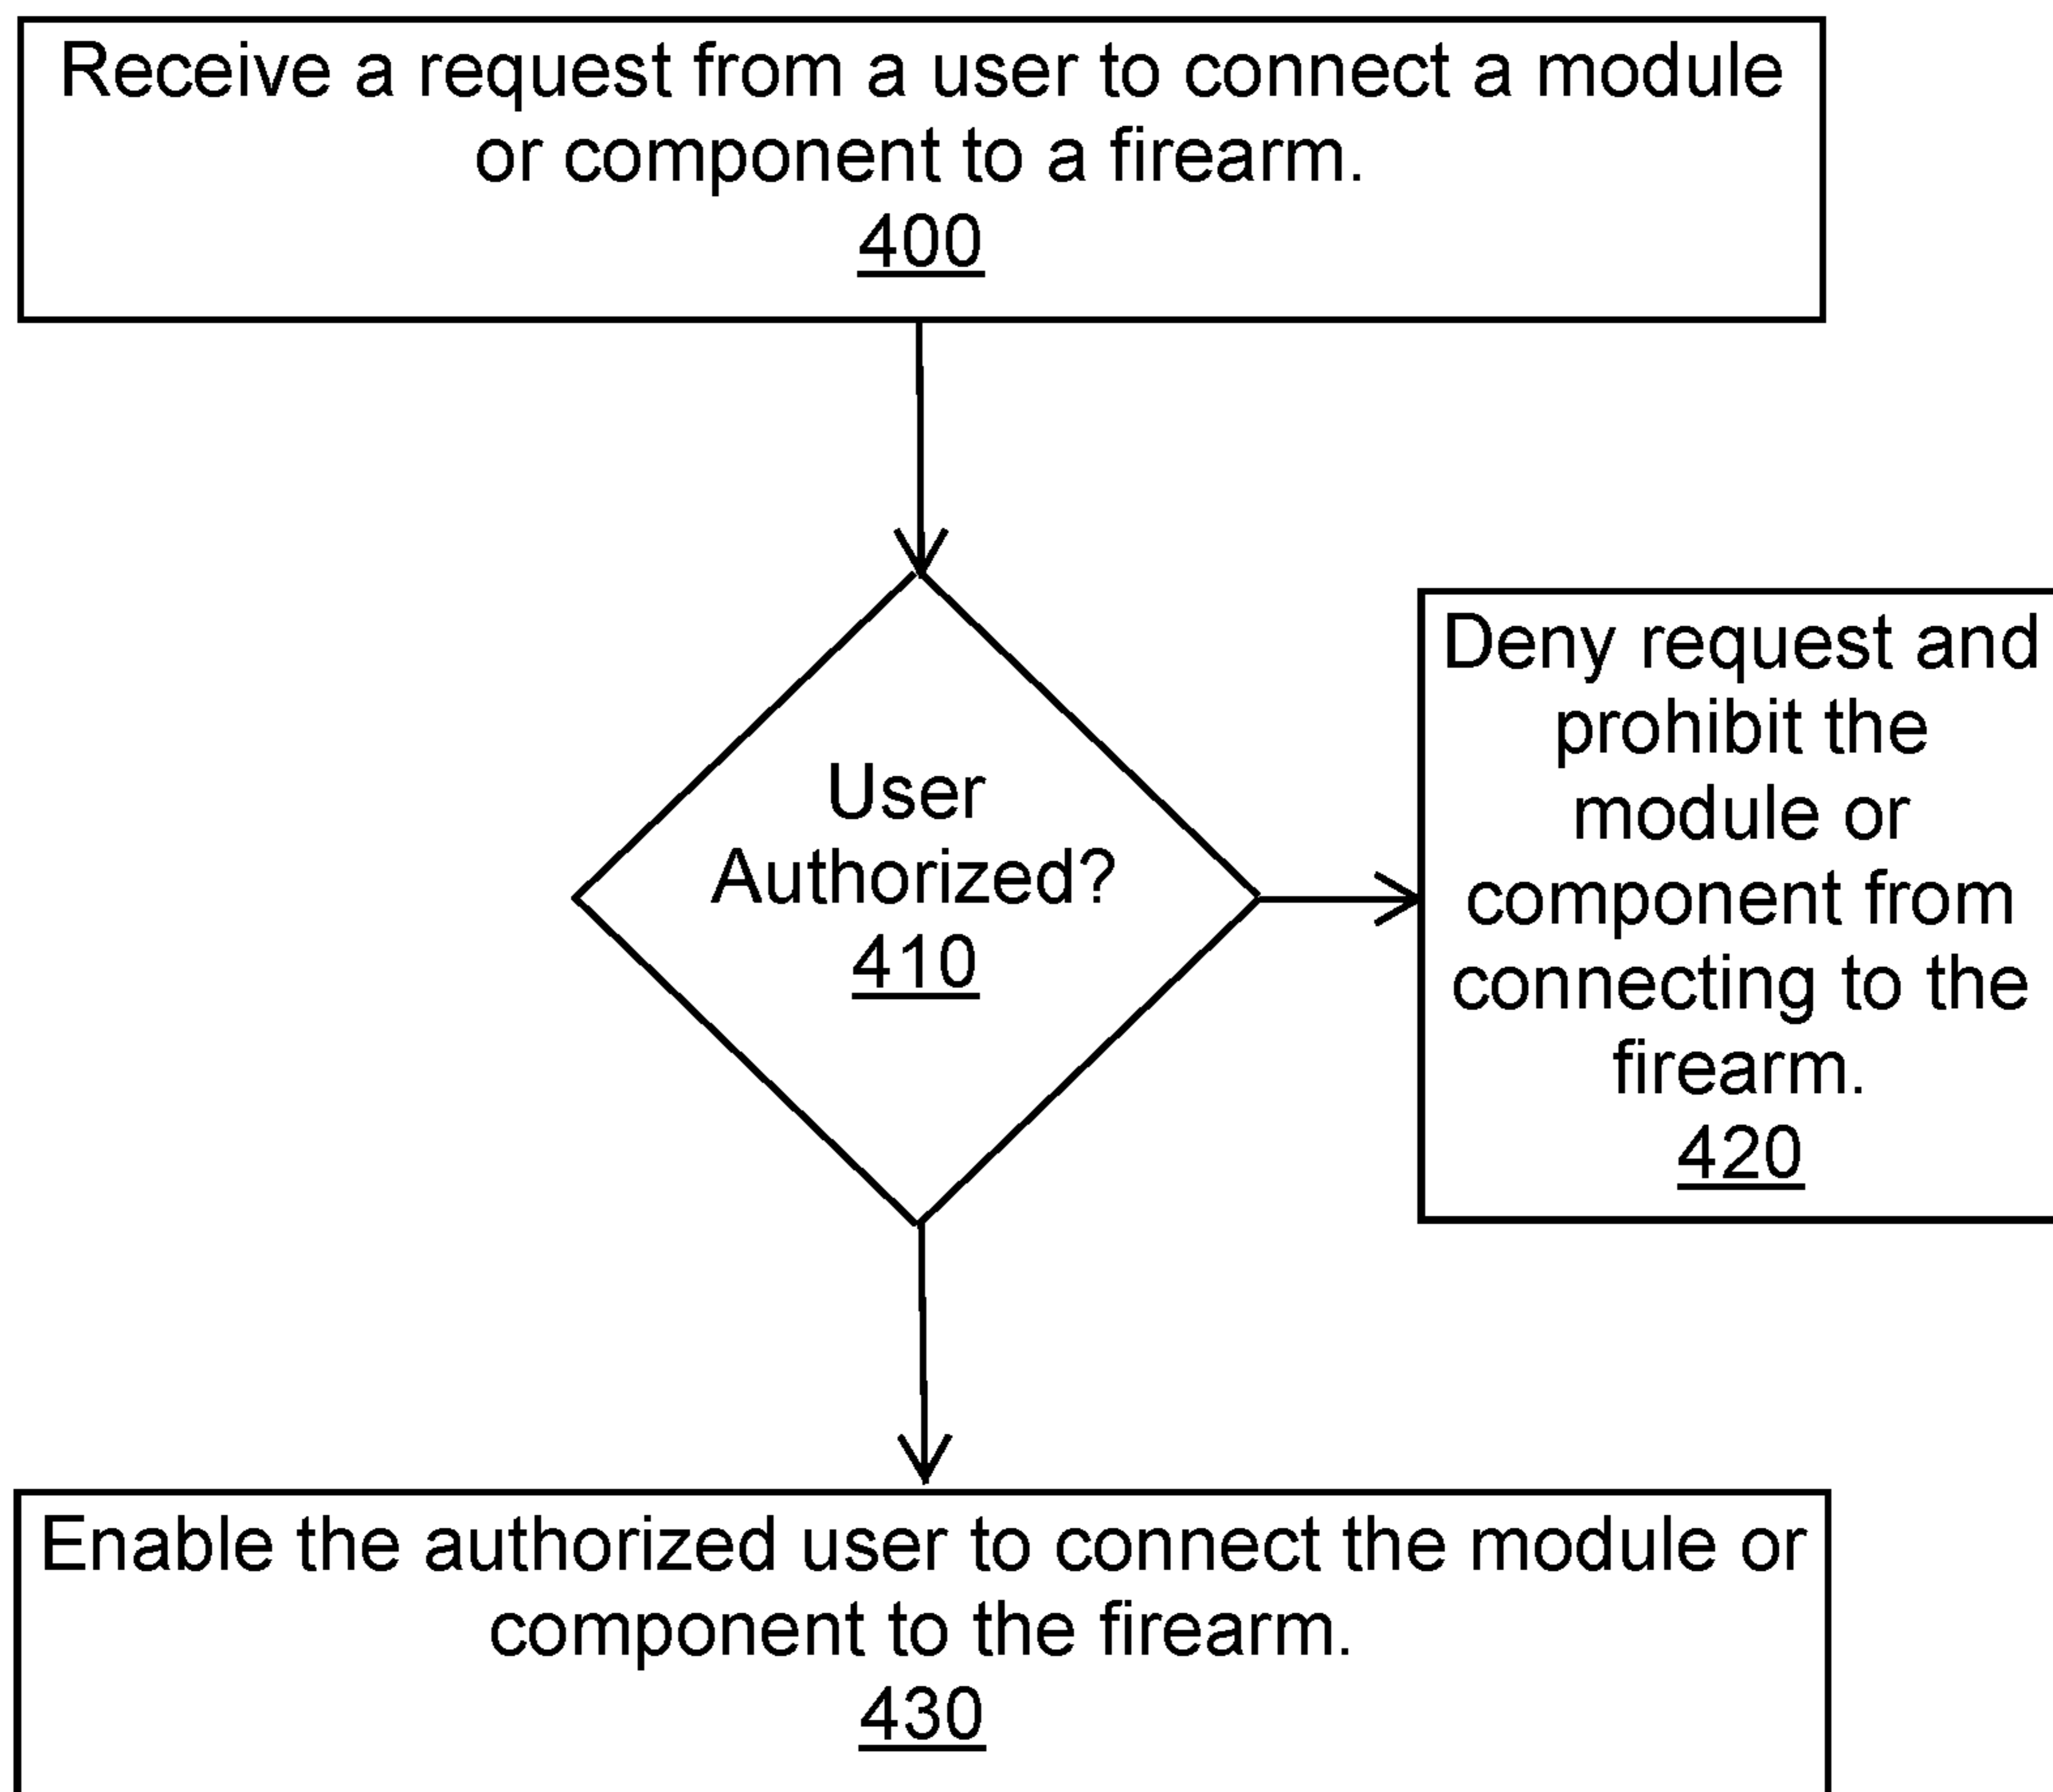 Receive a request from a user to connect a module
or component to a firearm.
400
User
Authorized?
410
Deny request and
prohibit the
module or
component from
connecting to the
firearm.
420
Enable the authorized user to connect the module or
component to the firearm.
430